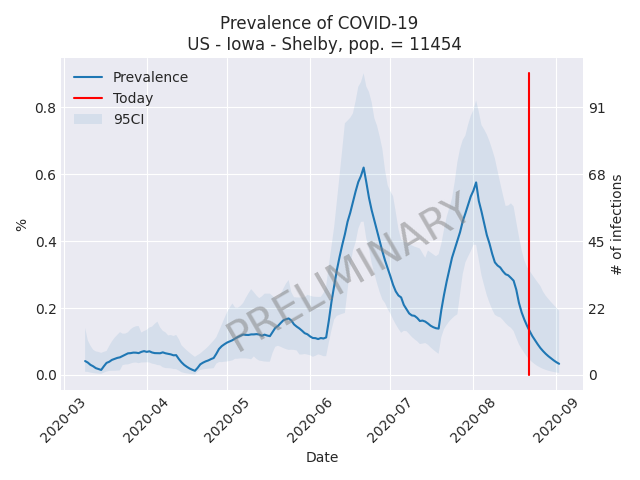 Prevalence of COVID-19
US - Iowa - Shelby, pop. = 11454
Prevalence
Today
95CI
0.8
0.6
0.4
0.2
0.0
%
91
68
45
22
0
# of infections
PRELIMINARY
2020-03
2020-04
2020-05
2020-06
2020-07
2020-08
2020-09
Date